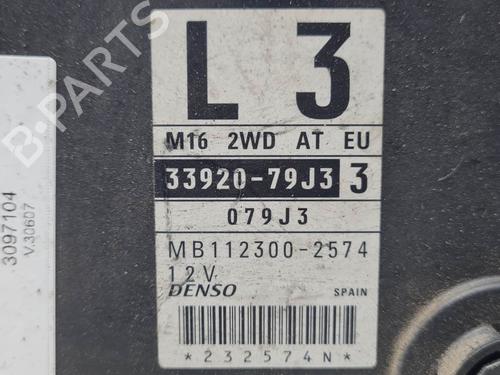 L 3
M16 2WD AT EU
33920-79J3 3
079J3
MB112300-2574
12V
DENSO SPAIN
*232574N*
3097104
V.30607
B-PARTS